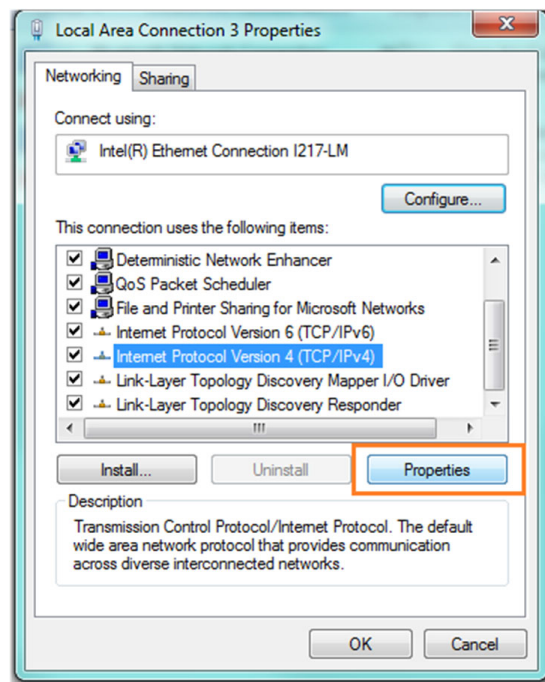 Local Area Connection 3 Properties
Networking
Sharing
Connect using:
Intel(R) Ethernet Connection I217-LM
Configure...
This connection uses the following items:
Deterministic Network Enhancer
QoS Packet Scheduler
File and Printer Sharing for Microsoft Networks
Internet Protocol Version 6 (TCP/IPv6)
Internet Protocol Version 4 (TCP/IPv4)
Link-Layer Topology Discovery Mapper I/O Driver
Link-Layer Topology Discovery Responder
Install...
Uninstall
Properties
Description
Transmission Control Protocol/Internet Protocol. The default
wide area network protocol that provides communication
across diverse interconnected networks.
OK
Cancel